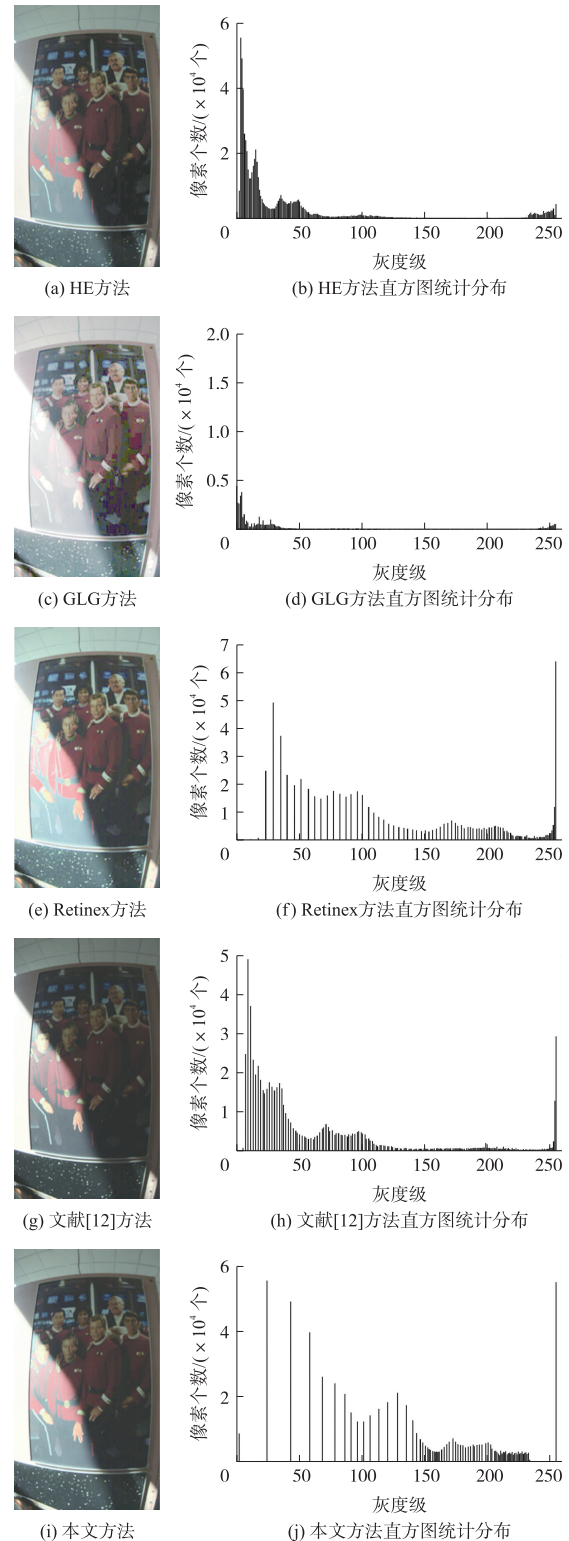 像素个数/(×10⁴个)
6
4
2
50
100
150
200
250
0
灰度级
(a) HE方法
(b) HE方法直方图统计分布
像素个数/(×10⁴个)
2.0
1.5
1.0
0.5
0
50
100
150
200
250
灰度级
(c) GLG方法
(d) GLG方法直方图统计分布
像素个数/(×10⁴个)
7
6
5
4
3
2
1
0
50
100
150
200
250
灰度级
(e) Retinex方法
(f) Retinex方法直方图统计分布
像素个数/(×10⁴个)
5
4
3
2
1
0
50
100
150
200
250
灰度级
(g) 文献[12]方法
(h) 文献[12]方法直方图统计分布
像素个数/(×10⁴个)
6
4
2
0
50
100
150
200
250
灰度级
(i) 本文方法
(j) 本文方法直方图统计分布